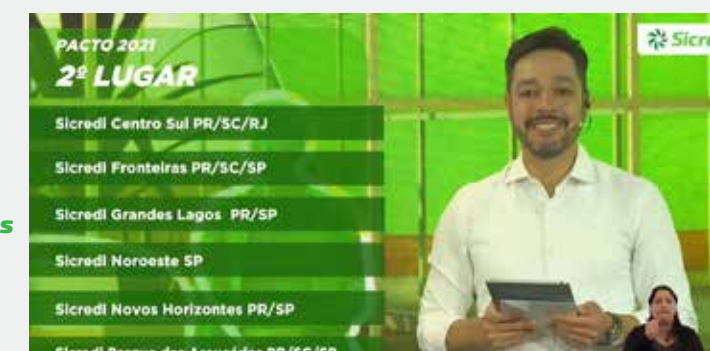 PACTO 2021
2º LUGAR
Sicredi Centro Sul PR/SC/RJ
Sicredi Fronteiras PR/SC/SP
Sicredi Grandes Lagos PR/SP
Sicredi Noroeste SP
Sicredi Novos Horizontes PR/SP
Sicre
s